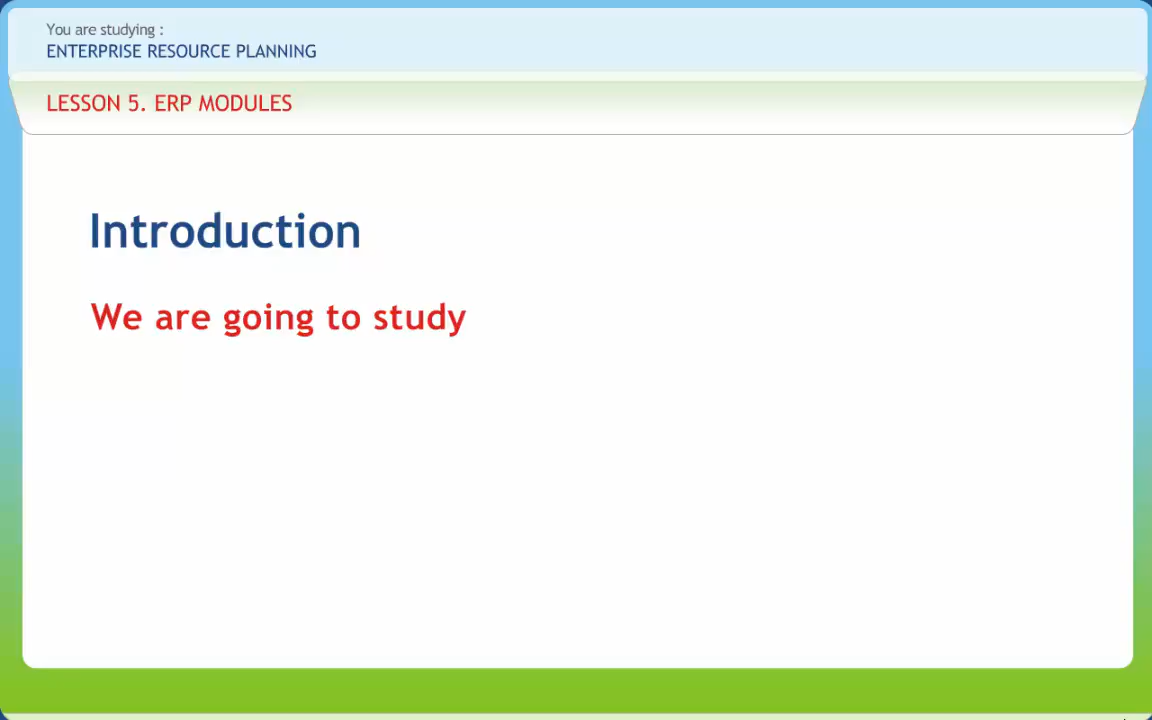 You are studying :
ENTERPRISE RESOURCE PLANNING
LESSON 5. ERP MODULES
Introduction
We are going to study